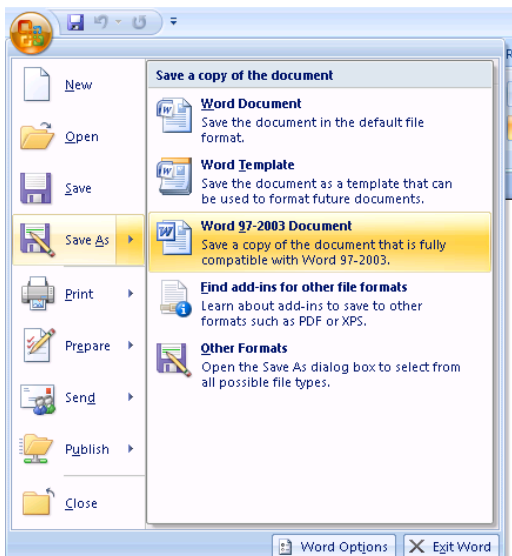 New
Open
Save
Save As
Print
Prepare
Send
Publish
Close
Save a copy of the document
Word Document
Save the document in the default file
format.
Word Template
Save the document as a template that can
be used to format future documents.
Word 97-2003 Document
Save a copy of the document that is fully
compatible with Word 97-2003.
Find add-ins for other file formats
Learn about add-ins to save to other
formats such as PDF or XPS.
Other Formats
Open the Save As dialog box to select from
all possible file types.
Word Options
Exit Word